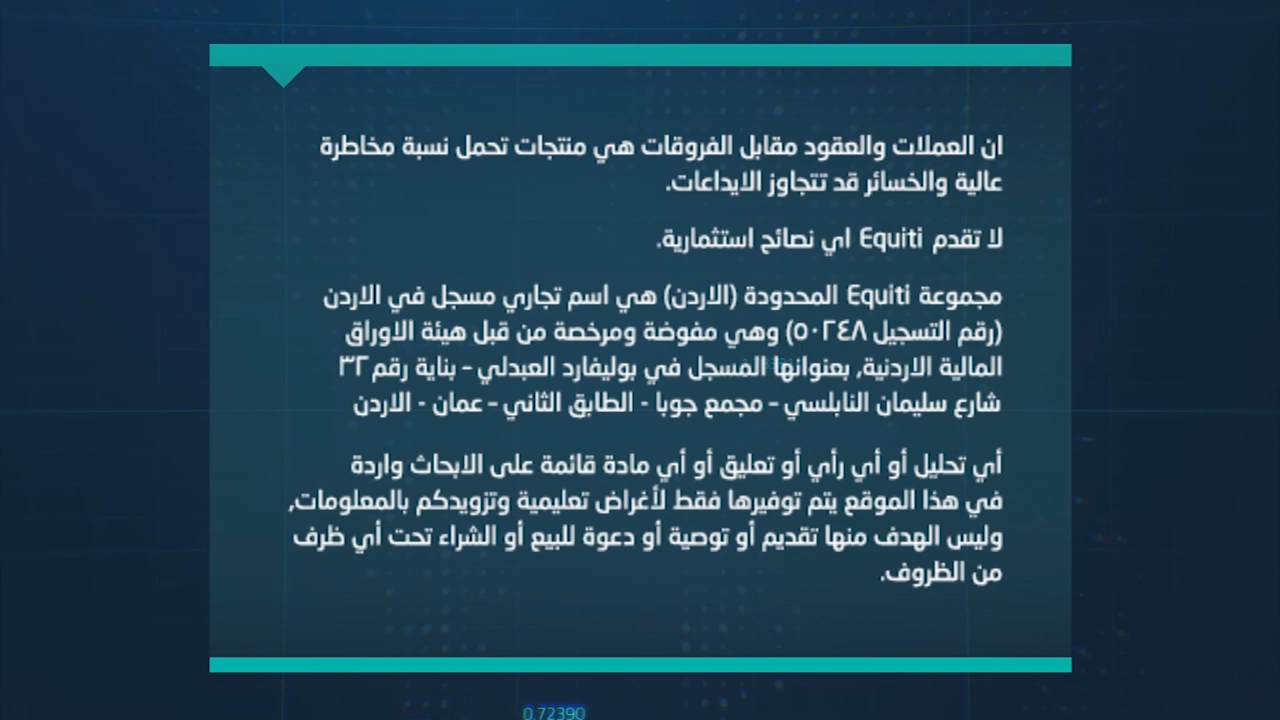 ان العملات والعقود مقابل الفروقات هي منتجات تحمل نسبة مخاطرة
عالية والخسائر قد تتجاوز الايداعات.
لا تقدم Equiti اي نصائح استثمارية.
مجموعة Equiti المحدودة (الاردن) هي اسم تجاري مسجل في الاردن
(رقم التسجيل ٥٠٢٤٨) وهي مفوضة ومرخصة من قبل هيئة الاوراق
المالية الاردنية, بعنوانها المسجل في بوليفارد العبدلي – بناية رقم ٣٢
شارع سليمان النابلسي – مجمع جوبا - الطابق الثاني – عمان - الاردن
أي تحليل أو أي رأي أو تعليق أو أي مادة قائمة على الابحاث واردة
في هذا الموقع يتم توفيرها فقط لأغراض تعليمية وتزويدكم بالمعلومات,
وليس الهدف منها تقديم أو توصية أو دعوة للبيع أو الشراء تحت أي ظرف
من الظروف.
0.72390